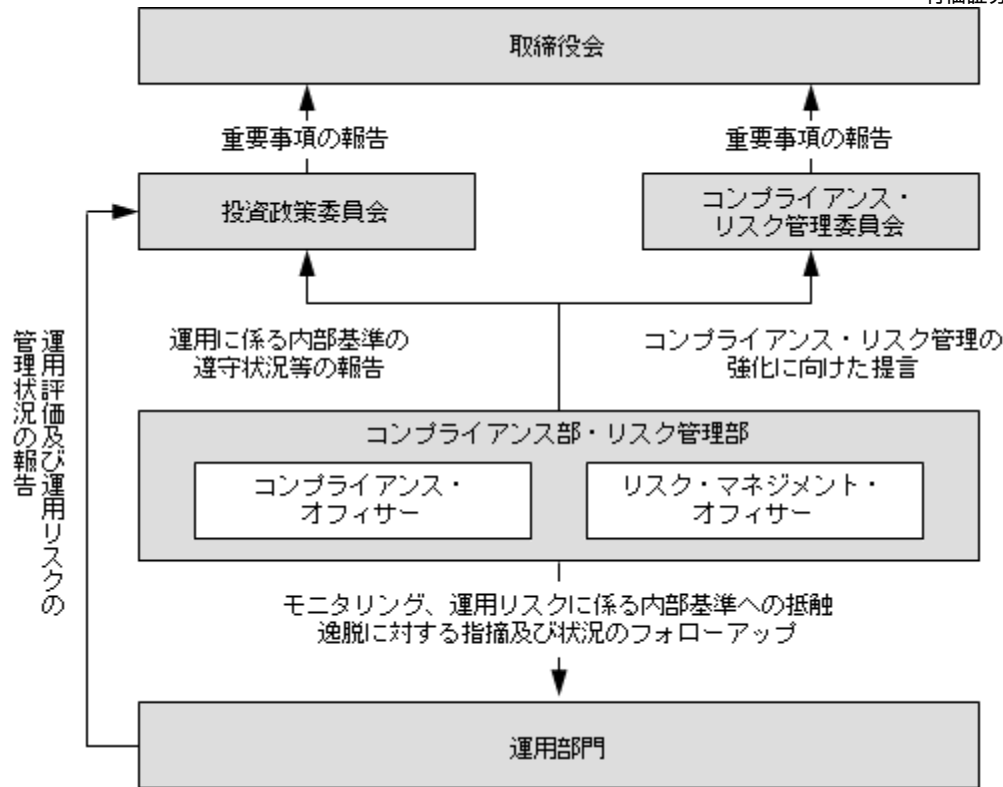 有価証券
取締役会
重要事項の報告
重要事項の報告
投資政策委員会
コンプライアンス・
リスク管理委員会
運用に係る内部基準の
遵守状況等の報告
コンプライアンス・リスク管理の
強化に向けた提言
運用評価及び運用リスクの
管理状況の報告
コンプライアンス部・リスク管理部
コンプライアンス・
オフィサー
リスク・マネジメント・
オフィサー
モニタリング、運用リスクに係る内部基準への抵触
逸脱に対する指摘及び状況のフォローアップ
運用部門